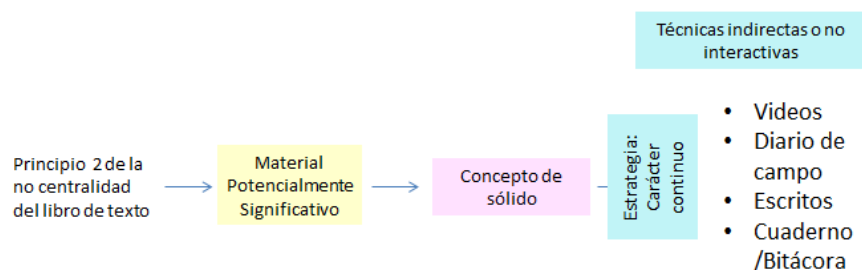 Técnicas indirectas o no
interactivas
Principio 2 de la
no centralidad
del libro de texto
Material
Potencialmente
Significativo
Concepto de
sólido
Estrategia:
Carácter
continuo
• Videos
• Diario de
campo
• Escritos
• Cuaderno
/Bitácora